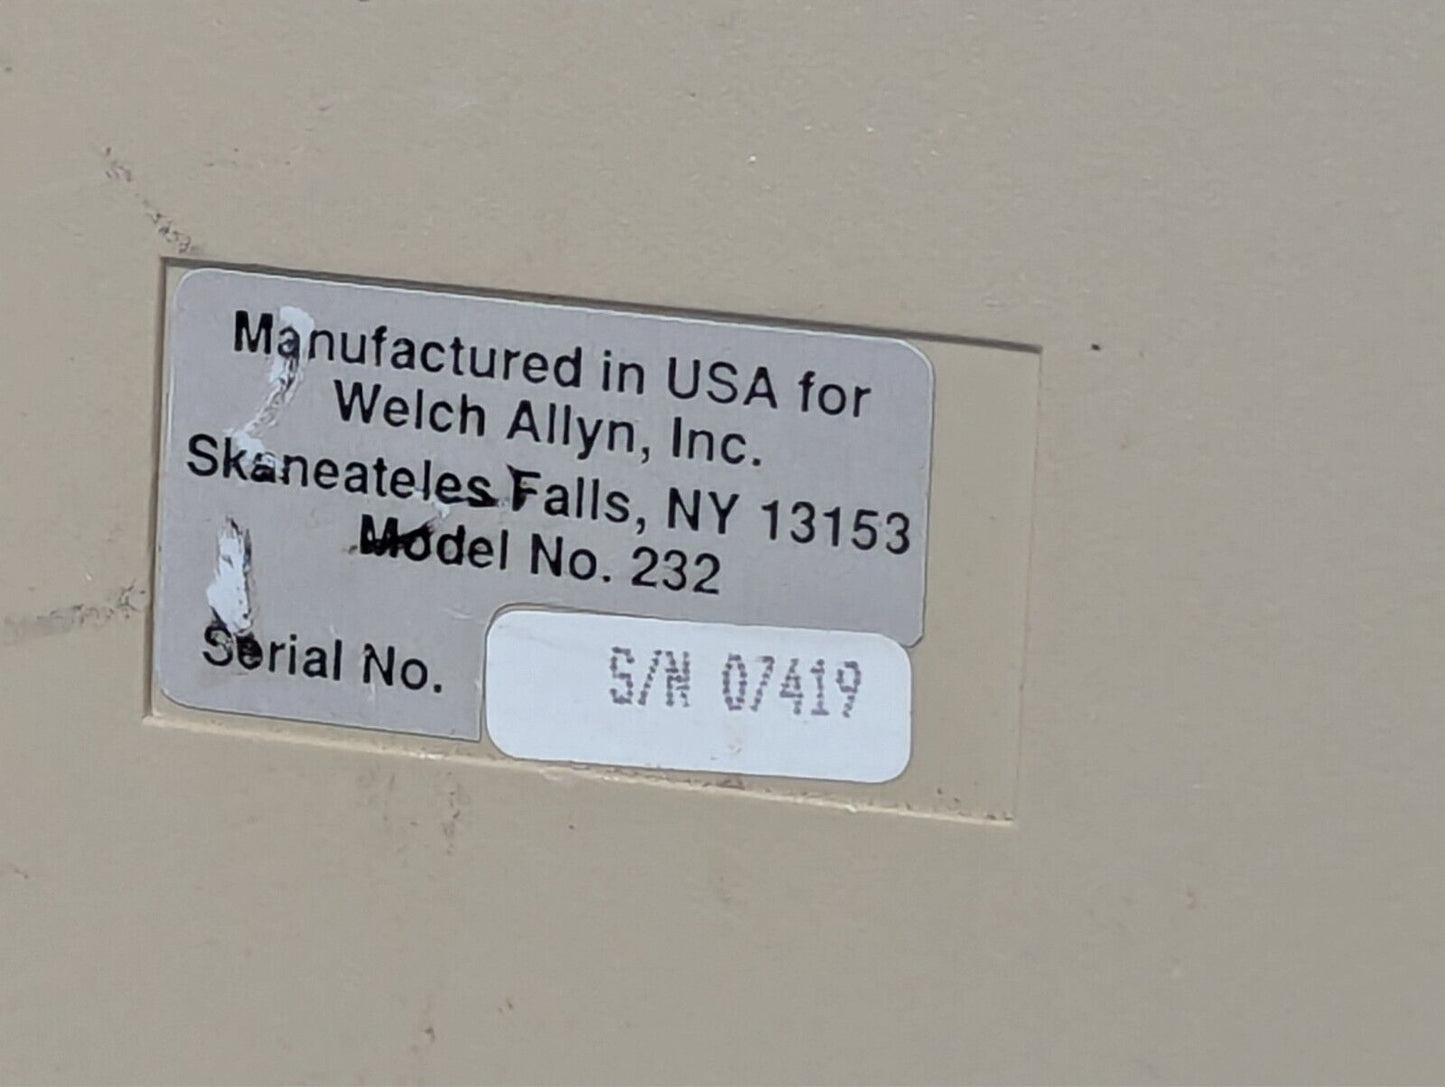 Manufactured in USA for
Welch Allyn, Inc.
Skaneateles Falls, NY 13153
Model No. 232
Serial No. S/N 07419